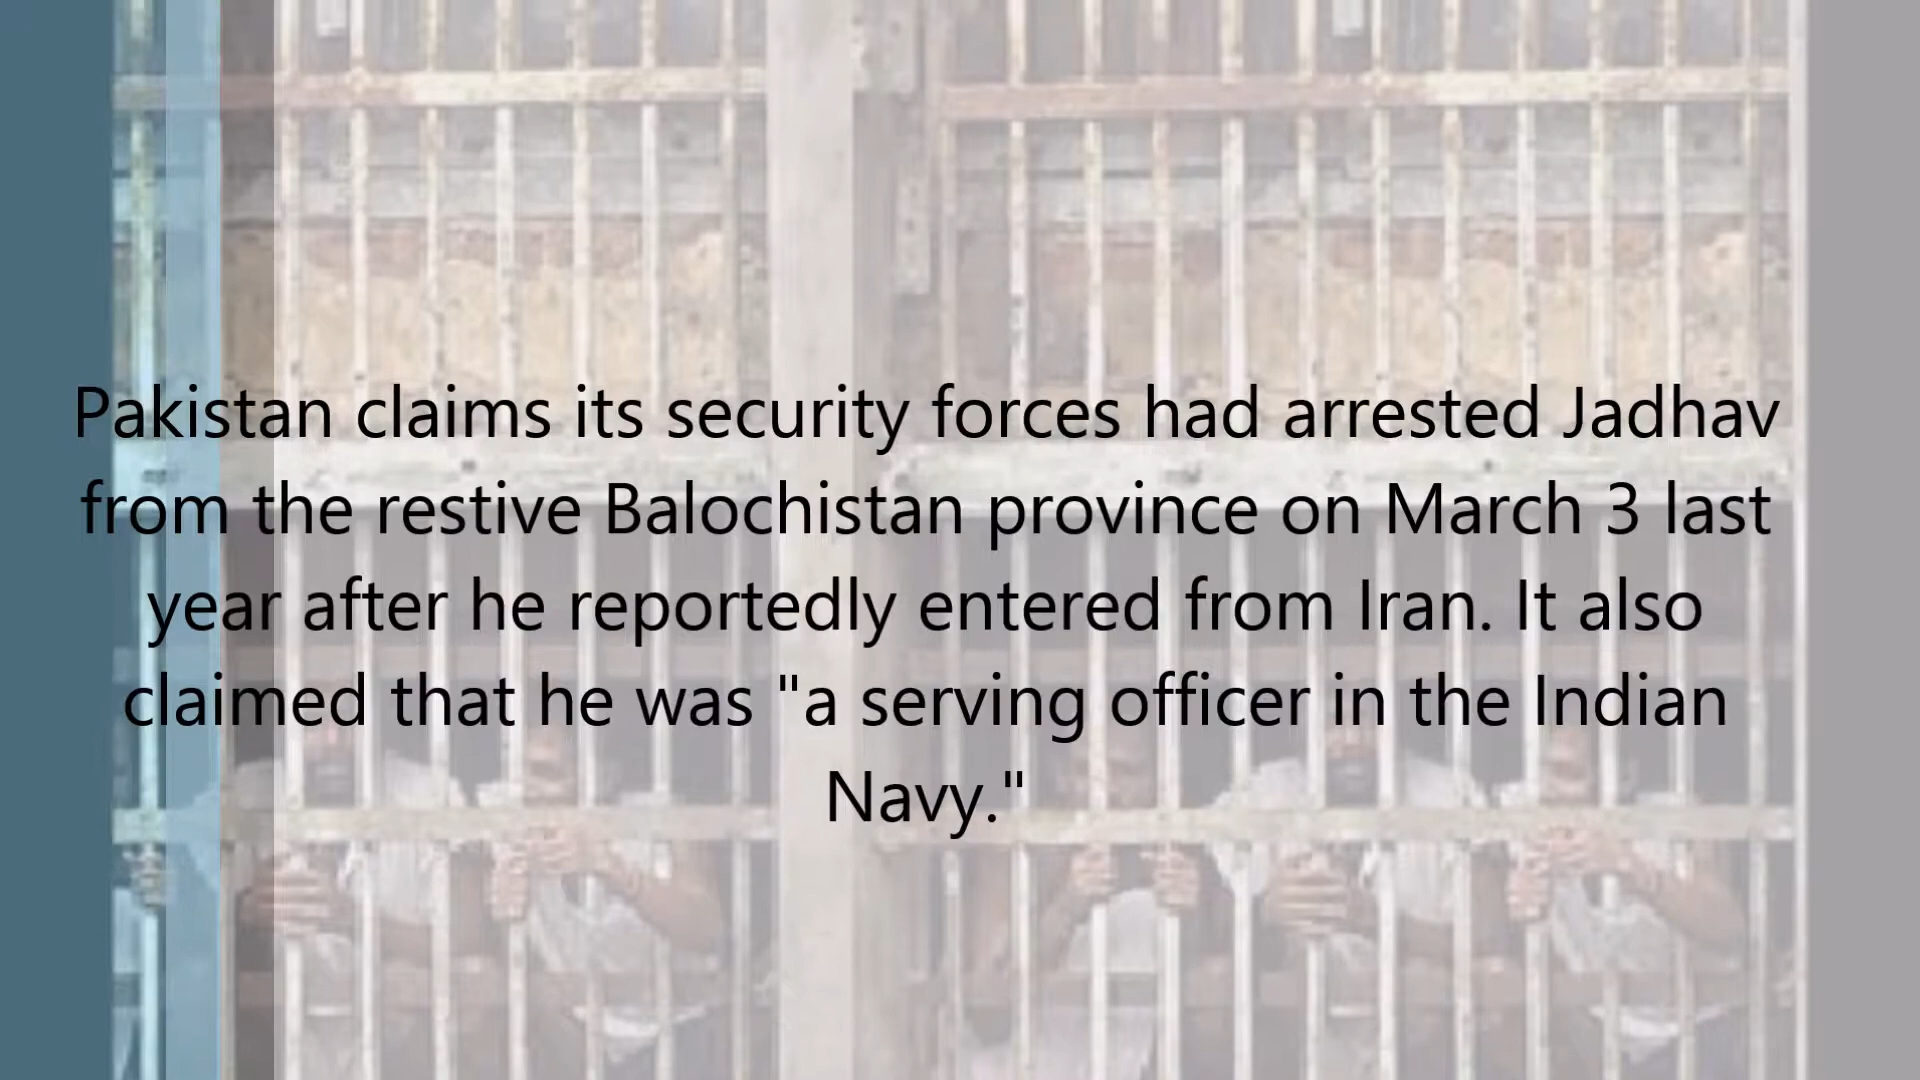 Pakistan claims its security forces had arrested Jadhav
from the restive Balochistan province on March 3 last
year after he reportedly entered from Iran. It also
claimed that he was "a serving officer in the Indian
Navy."